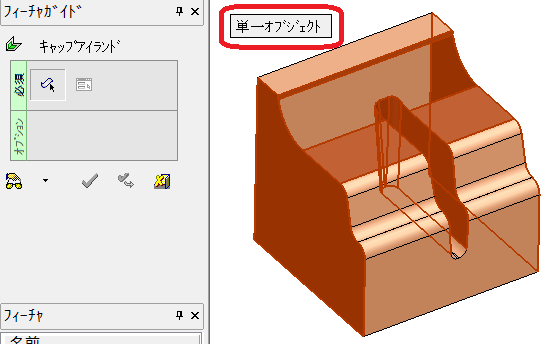 ﾌｨｰﾁｬｶﾞｲﾄﾞ
単一ｵﾌﾞｼﾞｪｸﾄ
ｷｬｯﾌﾟｱｲﾗﾝﾄﾞ
必須
ｵﾌﾟｼｮﾝ
ﾌｨｰﾁｬ
名前